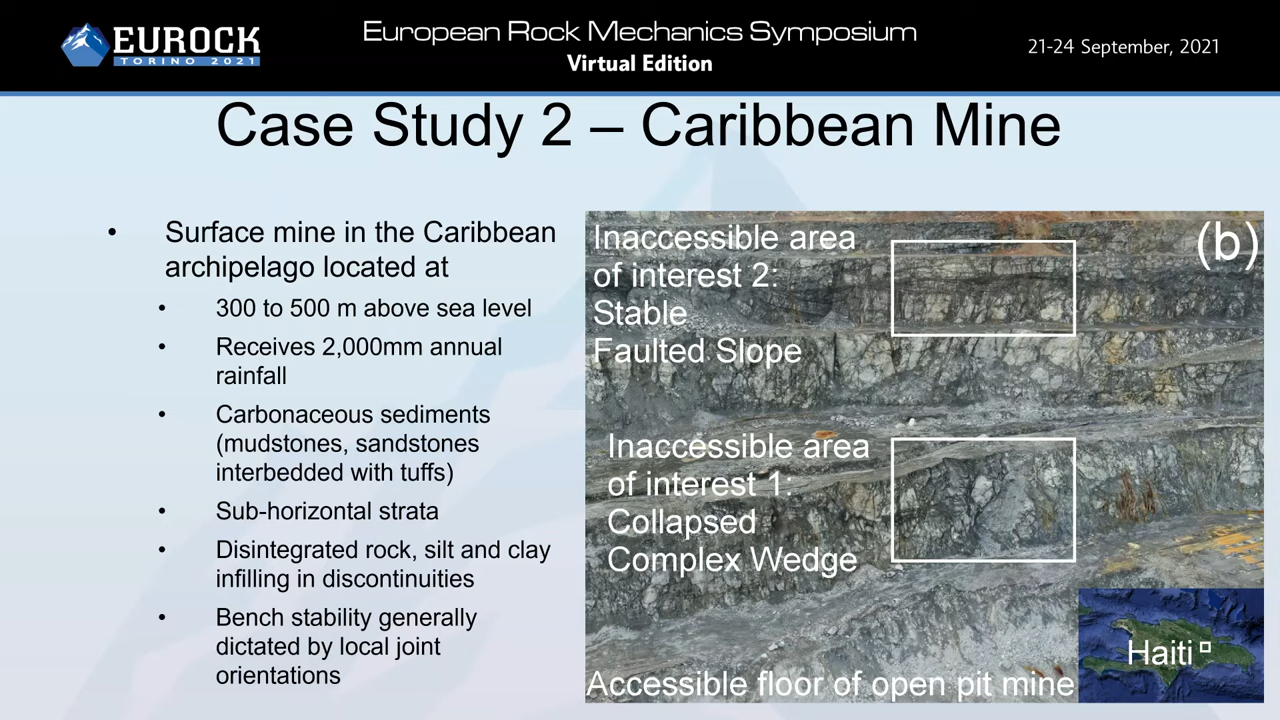 EUROCK
TORINO 2021
European Rock Mechanics Symposium
Virtual Edition
21-24 September, 2021
Case Study 2 – Caribbean Mine
• Surface mine in the Caribbean
archipelago located at
• 300 to 500 m above sea level
• Receives 2,000mm annual
rainfall
• Carbonaceous sediments
(mudstones, sandstones
interbedded with tuffs)
• Sub-horizontal strata
• Disintegrated rock, silt and clay
infilling in discontinuities
• Bench stability generally
dictated by local joint
orientations
(b)
Inaccessible area
of interest 2:
Stable
Faulted Slope
Inaccessible area
of interest 1:
Collapsed
Complex Wedge
Haiti
Accessible floor of open pit mine